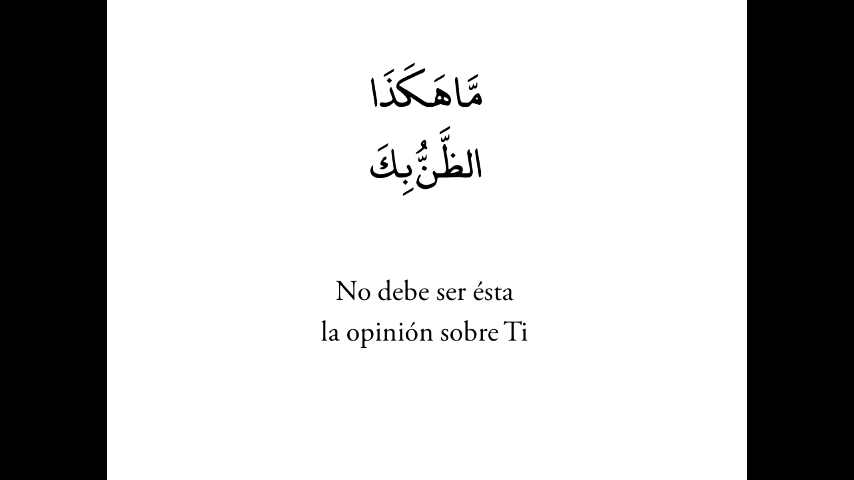 مَّاهَكَذَا
الظَّنُّ بِكَ
No debe ser ésta
la opinión sobre Ti